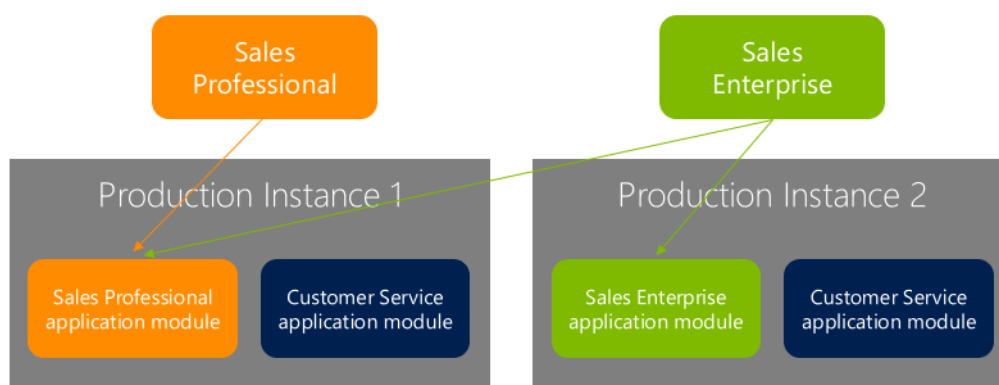 Sales
Professional
Sales
Enterprise
Production Instance 1
Production Instance 2
Sales Professional
application module
Customer Service
application module
Sales Enterprise
application module
Customer Service
application module